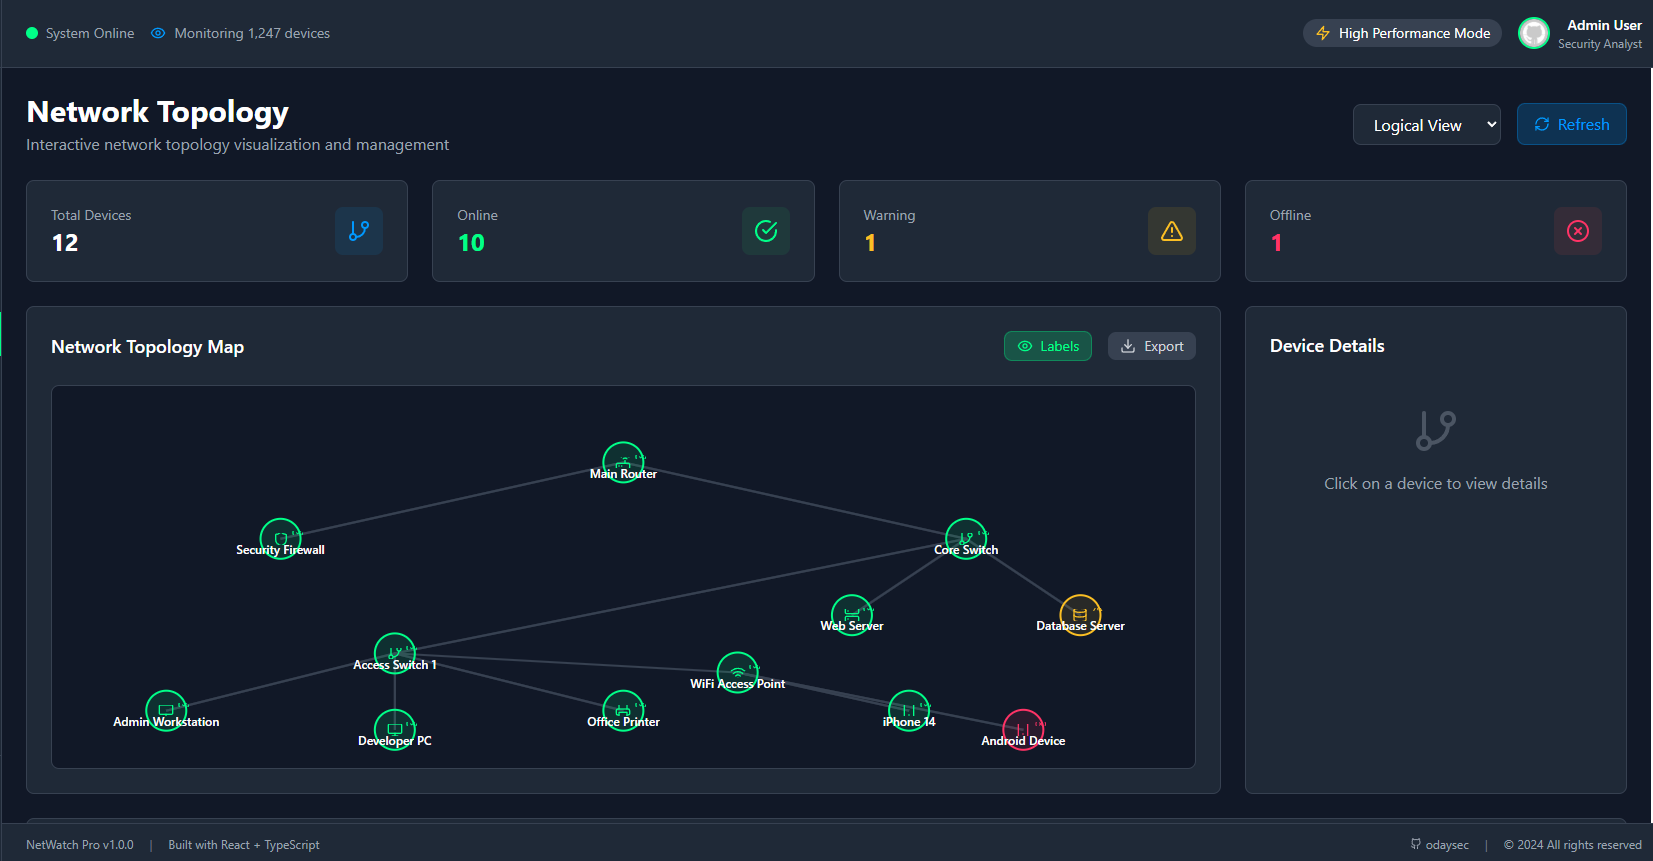 System Online
Monitoring 1,247 devices
High Performance Mode
Admin User
Security Analyst
Network Topology
Interactive network topology visualization and management
Logical View
Refresh
Total Devices
12
Online
10
Warning
1
Offline
1
Network Topology Map
Labels
Export
Device Details
Main Router
Security Firewall
Core Switch
Web Server
Database Server
Access Switch 1
WiFi Access Point
Admin Workstation
Developer PC
Office Printer
iPhone 14
Android Device
Click on a device to view details
NetWatch Pro v1.0.0 | Built with React + TypeScript
odaysec | © 2024 All rights reserved